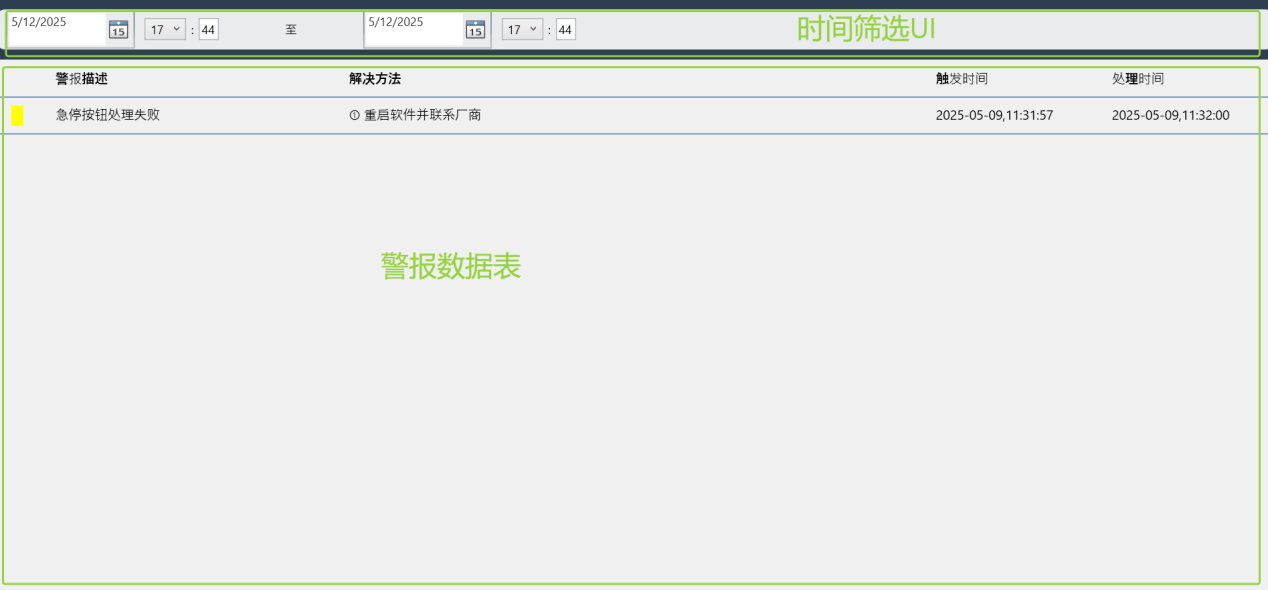 5/12/2025 15 17 : 44 至 5/12/2025 15 17 : 44 时间筛选UI
警报描述 解决方法 触发时间 处理时间
急停按钮处理失败 ① 重启软件并联系厂商 2025-05-09,11:31:57 2025-05-09,11:32:00
警报数据表